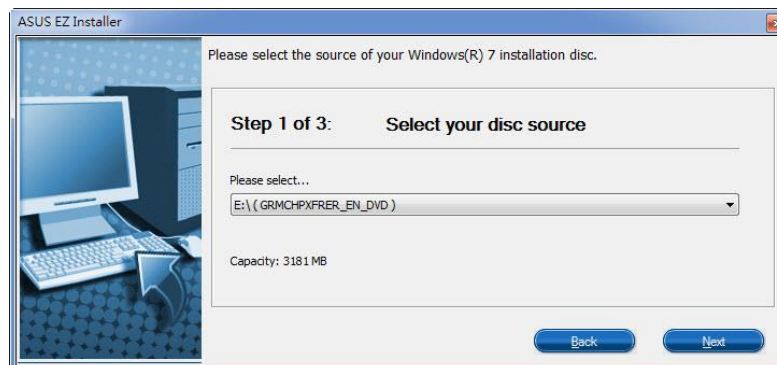 ASUS EZ Installer
Please select the source of your Windows(R) 7 installation disc.
Step 1 of 3: Select your disc source
Please select...
E:\ ( GRMCHPXFRER_EN_DVD )
Capacity: 3181 MB
Back Next